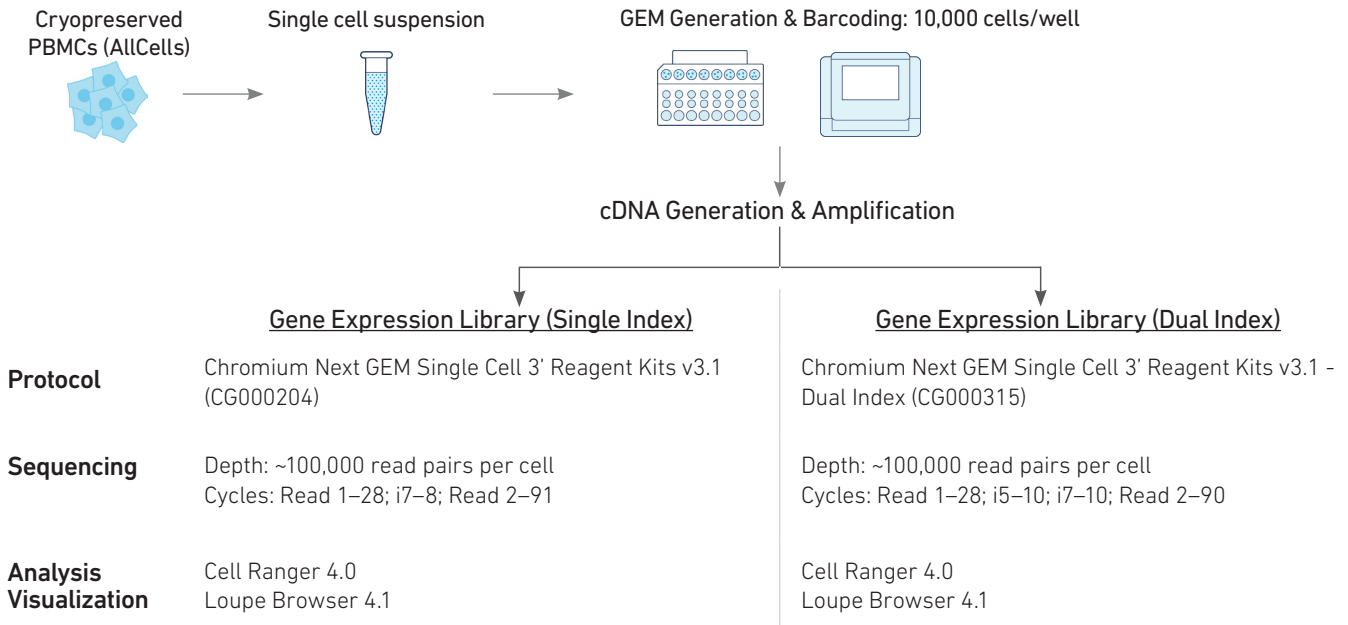 Cryopreserved
PBMCs (AllCells)
Single cell suspension
GEM Generation & Barcoding: 10,000 cells/well
cDNA Generation & Amplification
Gene Expression Library (Single Index)
Gene Expression Library (Dual Index)
Protocol
Chromium Next GEM Single Cell 3’ Reagent Kits v3.1
(CG000204)
Chromium Next GEM Single Cell 3’ Reagent Kits v3.1 -
Dual Index (CG000315)
Sequencing
Depth: ~100,000 read pairs per cell
Cycles: Read 1–28; i7–8; Read 2–91
Depth: ~100,000 read pairs per cell
Cycles: Read 1–28; i5–10; i7–10; Read 2–90
Analysis
Visualization
Cell Ranger 4.0
Loupe Browser 4.1
Cell Ranger 4.0
Loupe Browser 4.1